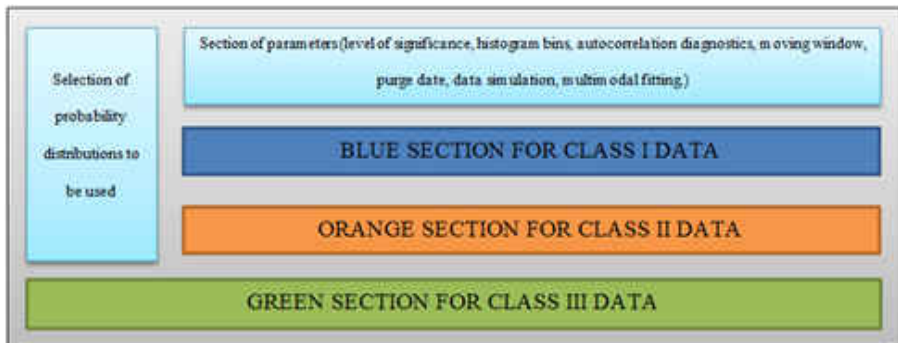 Selection of
probability
distributions to
be used
Section of parameters (level of significance, histogram bins, autocorrelation diagnostics, moving window,
purge date, data simulation, multimodal fitting.)
BLUE SECTION FOR CLASS I DATA
ORANGE SECTION FOR CLASS II DATA
GREEN SECTION FOR CLASS III DATA